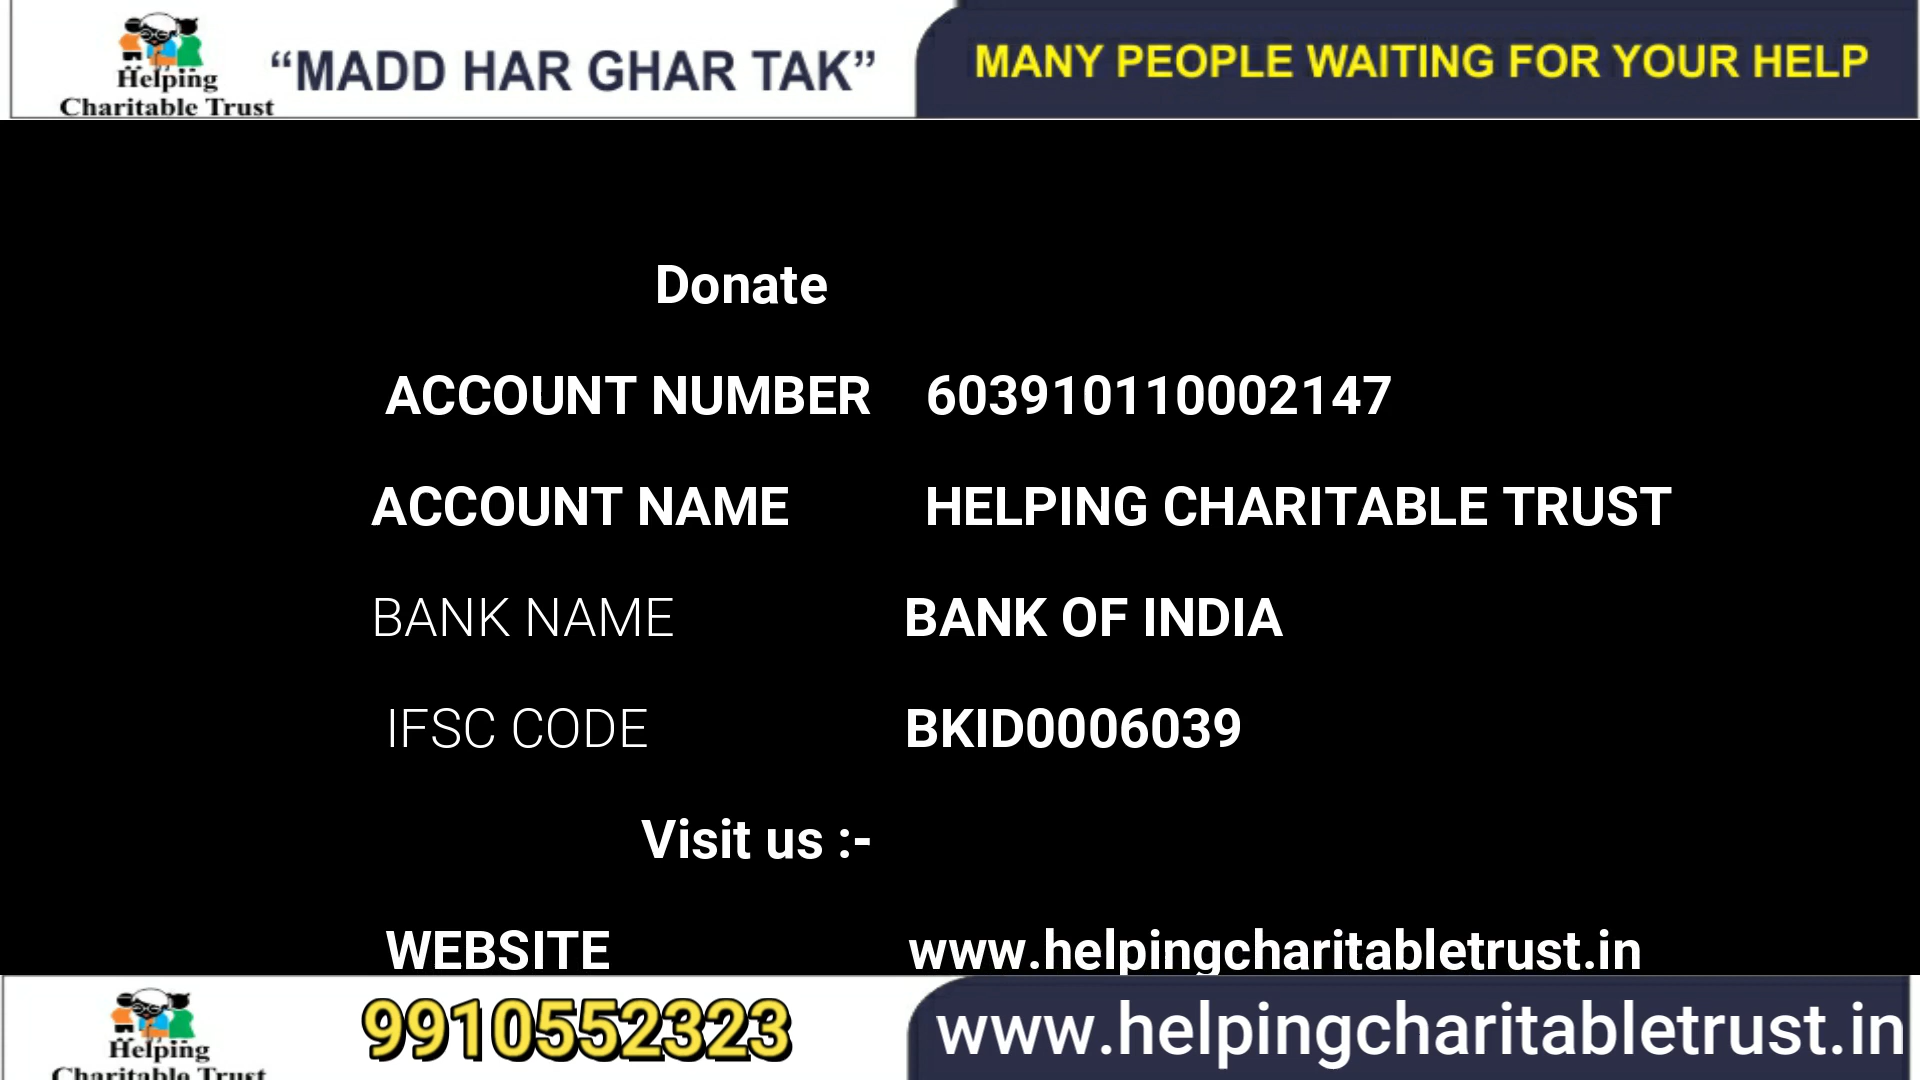 Helping
Charitable Trust
“MADD HAR GHAR TAK”
MANY PEOPLE WAITING FOR YOUR HELP
Donate
ACCOUNT NUMBER 603910110002147
ACCOUNT NAME HELPING CHARITABLE TRUST
BANK NAME BANK OF INDIA
IFSC CODE BKID0006039
Visit us :-
WEBSITE www.helpingcharitabletrust.in
Helping
Charitable Trust
9910552323
www.helpingcharitabletrust.in